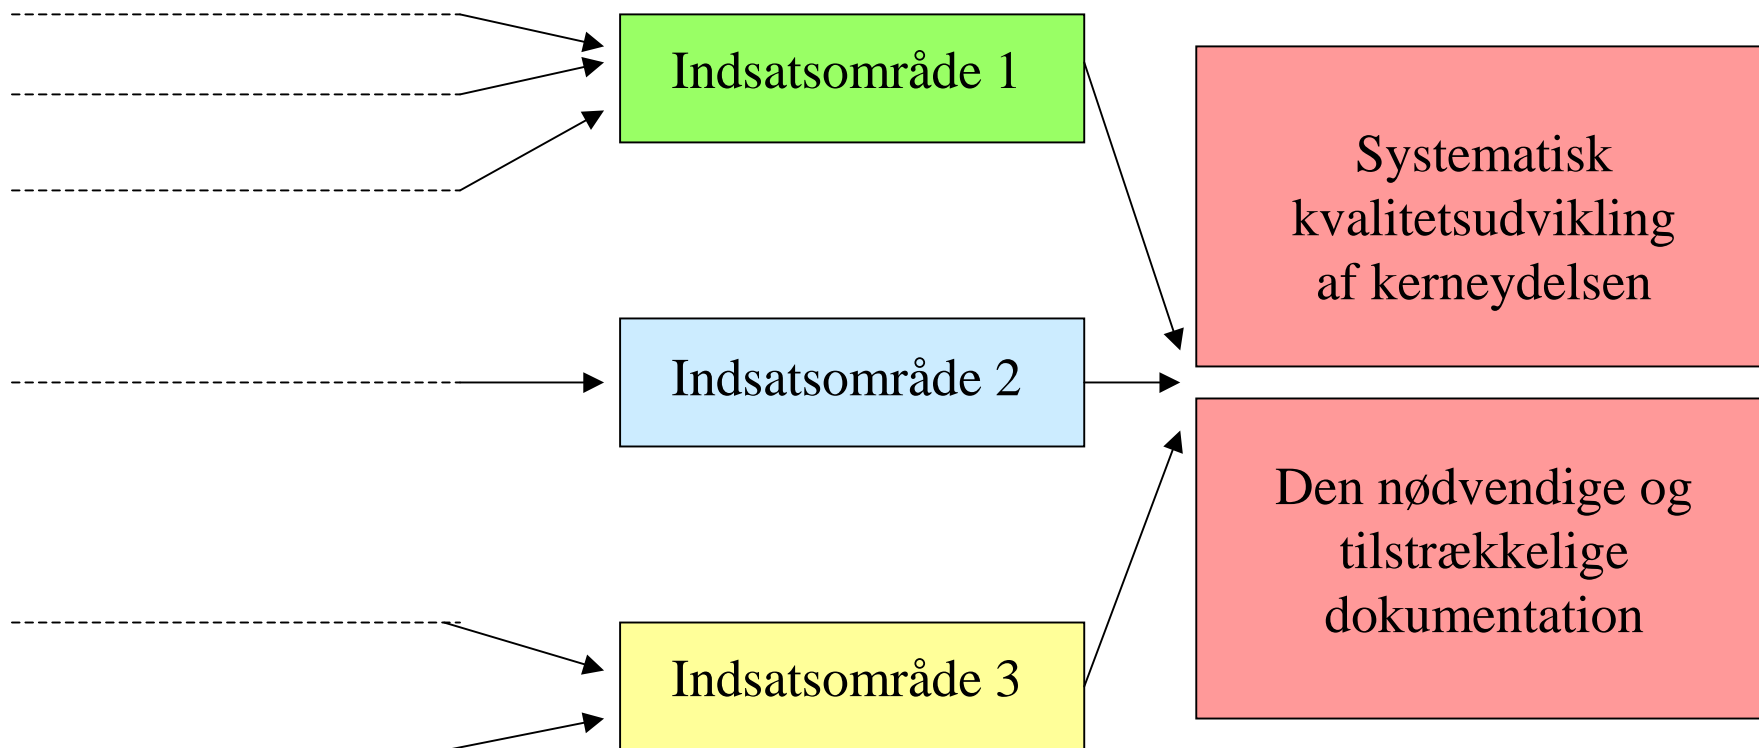 Indsatsområde 1
Indsatsområde 2
Indsatsområde 3
Systematisk
kvalitetsudvikling
af kerneydelsen
Den nødvendige og
tilstrækkelige
dokumentation